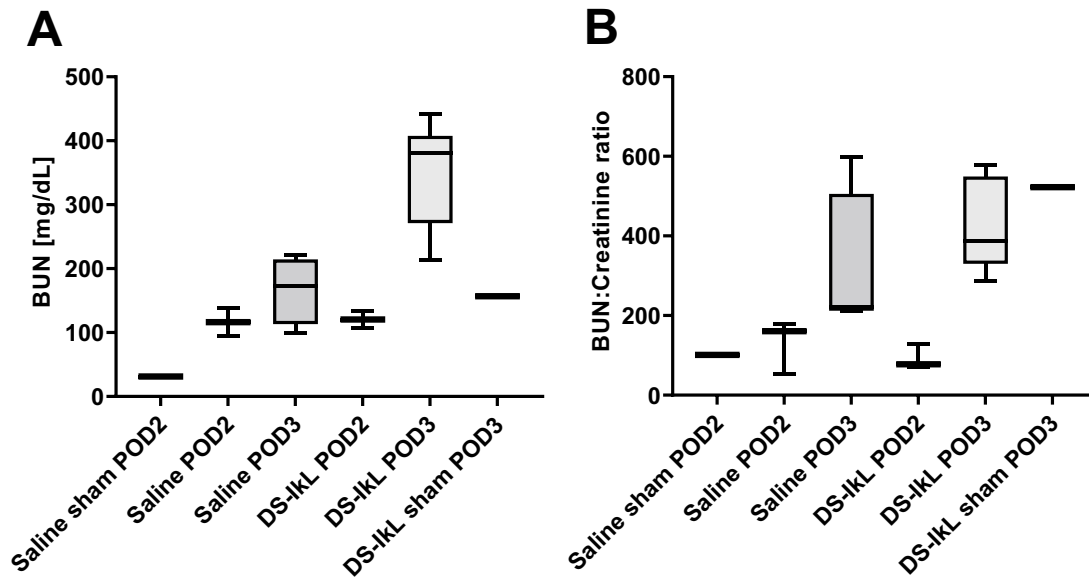 A
BUN [mg/dL]
500
400
300
200
100
0
Saline sham POD2
Saline POD2
Saline POD3
DS-IkL POD2
DS-IkL POD3
DS-IkL sham POD3
B
BUN:Creatinine ratio
800
600
400
200
0
Saline sham POD2
Saline POD2
Saline POD3
DS-IkL POD2
DS-IkL POD3
DS-IkL sham POD3